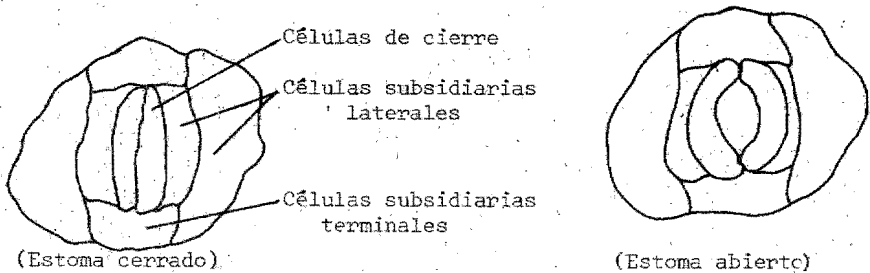 Células de cierre
Células subsidiarias
laterales
Células subsidiarias
terminales
(Estoma cerrado)
(Estoma abierto)